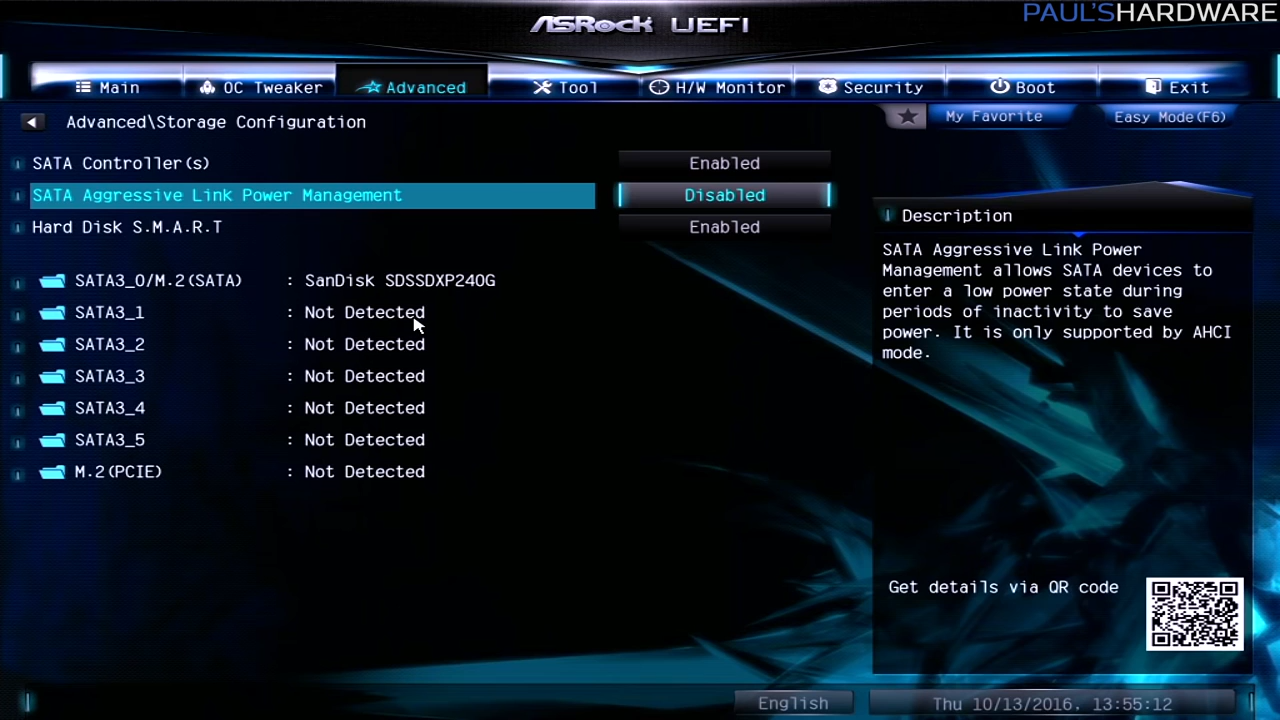 PAUL'SHARDWARE
ASRock UEFI
Main
OC Tweaker
Advanced
Tool
H/W Monitor
Security
Boot
Exit
Advanced\Storage Configuration
My Favorite
Easy Mode(F6)
SATA Controller(s)
Enabled
SATA Aggressive Link Power Management
Disabled
Hard Disk S.M.A.R.T
Enabled
SATA3_0/M.2(SATA) : SanDisk SDSSDXP240G
SATA3_1 : Not Detected
SATA3_2 : Not Detected
SATA3_3 : Not Detected
SATA3_4 : Not Detected
SATA3_5 : Not Detected
M.2(PCIE) : Not Detected
Description
SATA Aggressive Link Power
Management allows SATA devices to
enter a low power state during
periods of inactivity to save
power. It is only supported by AHCI
mode.
Get details via QR code
English
Thu 10/13/2016. 13:55:12